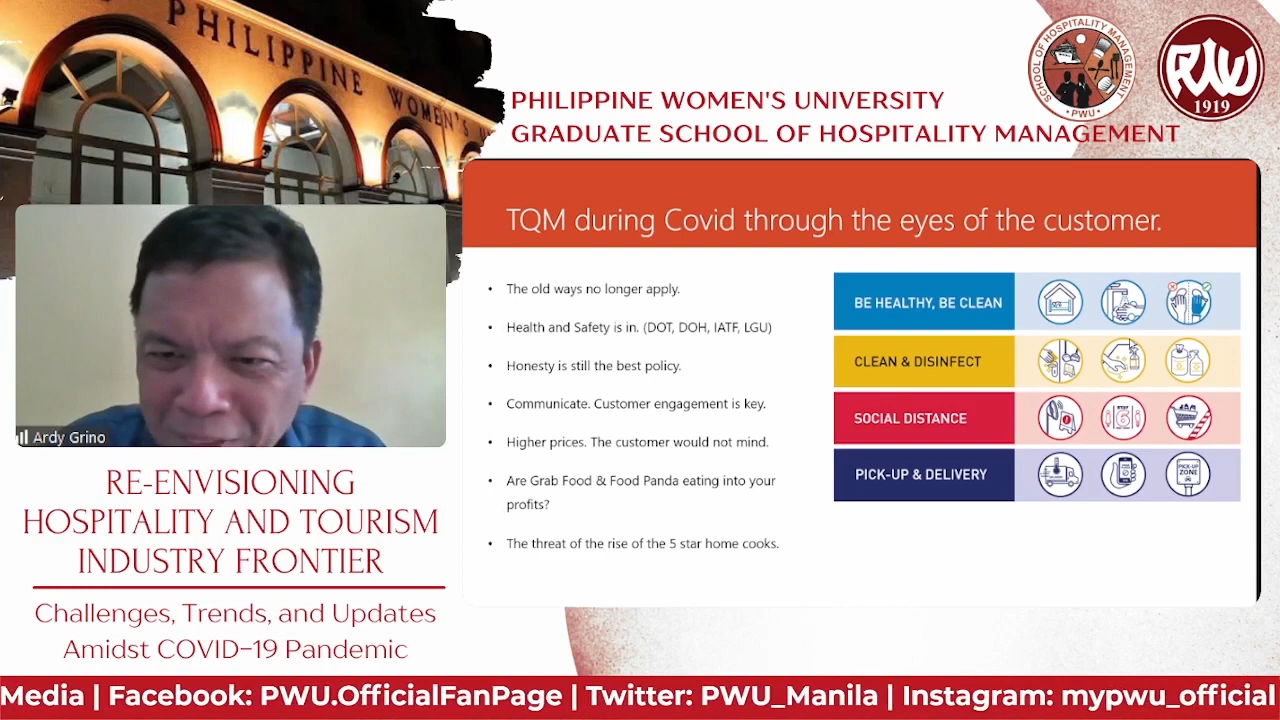 PHILIPPINE WOMEN'S U
SCHOOL OF HOSPITALITY MANAGEMENT
PWU
PWU
1919
PHILIPPINE WOMEN'S UNIVERSITY
GRADUATE SCHOOL OF HOSPITALITY MANAGEMENT
Ardy Grino
RE-ENVISIONING
HOSPITALITY AND TOURISM
INDUSTRY FRONTIER
Challenges, Trends, and Updates
Amidst COVID-19 Pandemic
TQM during Covid through the eyes of the customer.
• The old ways no longer apply.
• Health and Safety is in. (DOT, DOH, IATF, LGU)
• Honesty is still the best policy.
• Communicate. Customer engagement is key.
• Higher prices. The customer would not mind.
• Are Grab Food & Food Panda eating into your
profits?
• The threat of the rise of the 5 star home cooks.
BE HEALTHY, BE CLEAN
CLEAN & DISINFECT
SOCIAL DISTANCE
PICK-UP & DELIVERY
PICK-UP
ZONE
Media | Facebook: PWU.OfficialFanPage | Twitter: PWU_Manila | Instagram: mypwu_official